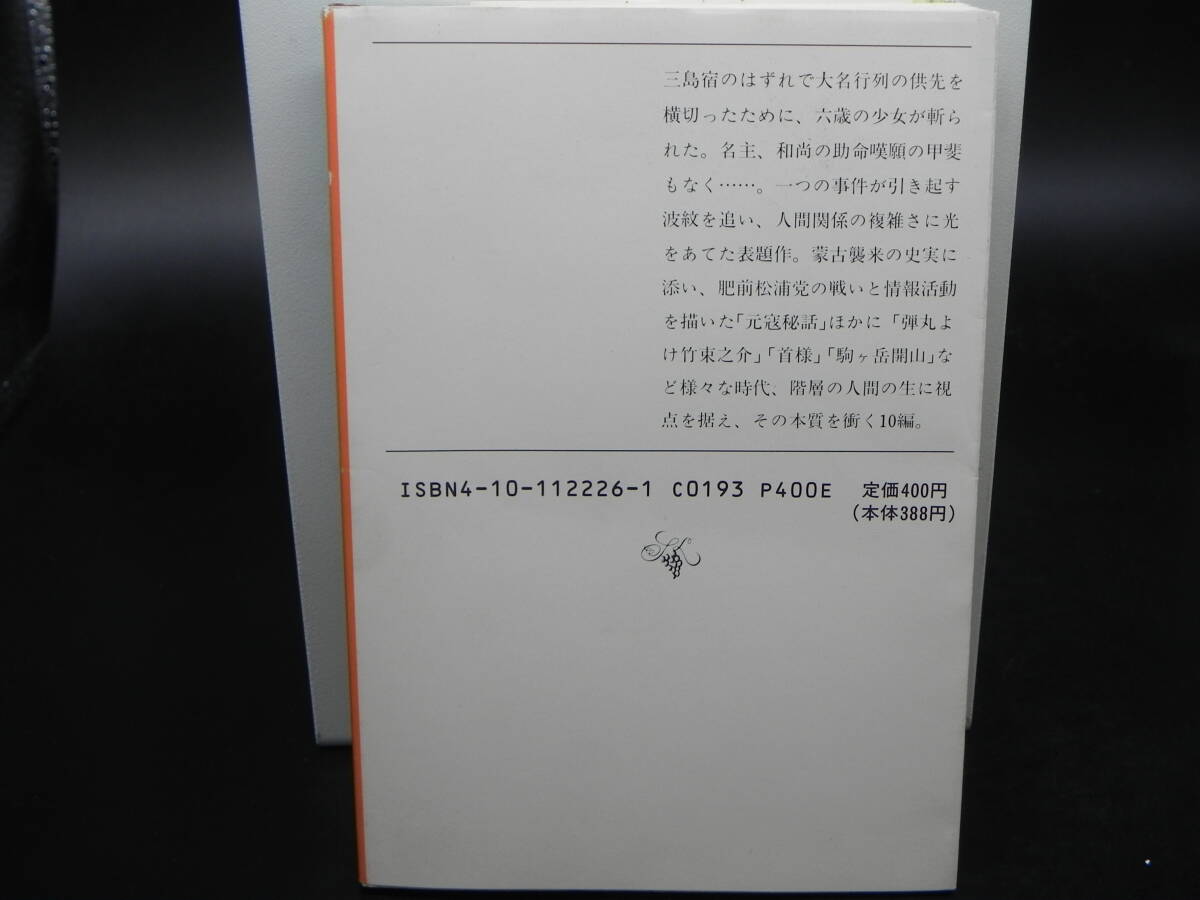 三島宿のはずれで大名行列の供先を
横切ったために、六歳の少女が斬ら
れた。名主、和尚の助命嘆願の甲斐
もなく……。一つの事件が引き起す
波紋を追い、人間関係の複雑さに光
をあてた表題作。蒙古襲来の史実に
添い、肥前松浦党の戦いと情報活動
を描いた「元寇秘話」ほかに「弾丸よ
け竹束之介」「首様」「駒ヶ岳開山」な
ど様々な時代、階層の人間の生に視
点を据え、その本質を衝く10編。
ISBN4-10-112226-1 C0193 P400E 定価400円
(本体388円)